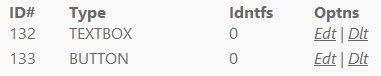 ID# Type Idntfs Optns
132 TEXTBOX 0 Edt | Dlt
133 BUTTON 0 Edt | Dlt